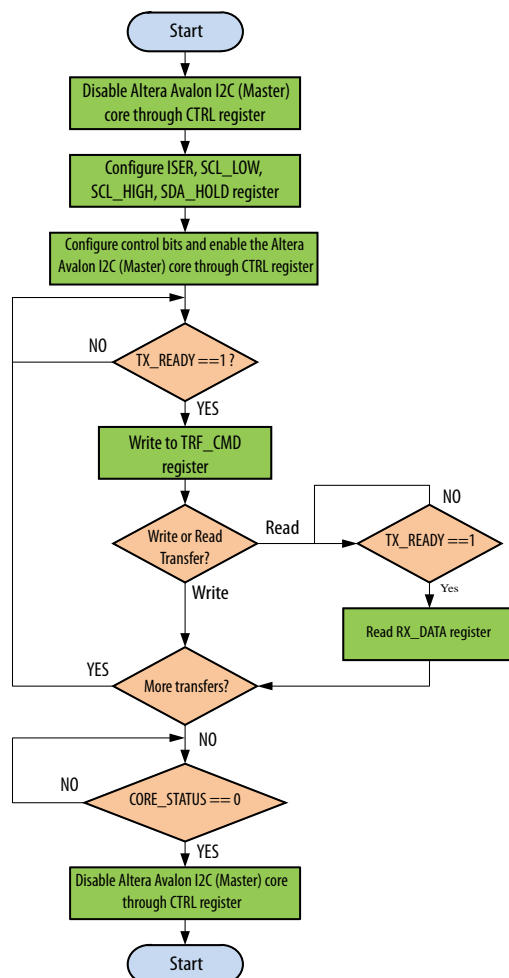 Start
Disable Altera Avalon I2C (Master)
core through CTRL register
Configure ISER, SCL_LOW,
SCL_HIGH, SDA_HOLD register
Configure control bits and enable the Altera
Avalon I2C (Master) core through CTRL register
NO
TX_READY ==1 ?
YES
Write to TRF_CMD
register
NO
Write or Read
Transfer?
Read
TX_READY ==1
Yes
Write
Read RX_DATA register
YES
More transfers?
NO
NO
CORE_STATUS == 0
YES
Disable Altera Avalon I2C (Master) core
through CTRL register
Start